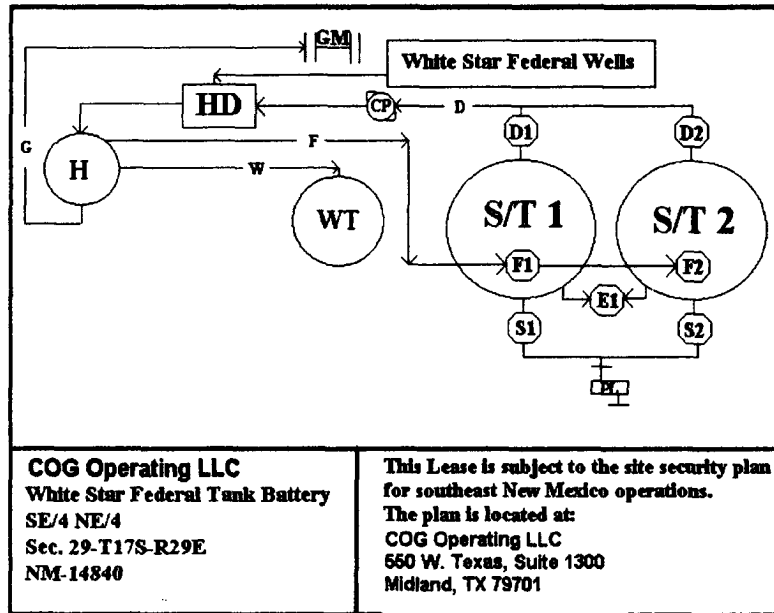 GM
White Star Federal Wells
HD
CP
D
D1
D2
G
F
H
W
WT
S/T 1
S/T 2
F1
F2
E1
S1
S2
PL
COG Operating LLC
White Star Federal Tank Battery
SE/4 NE/4
Sec. 29-T17S-R29E
NM-14840
This Lease is subject to the site security plan
for southeast New Mexico operations.
The plan is located at:
COG Operating LLC
550 W. Texas, Suite 1300
Midland, TX 79701